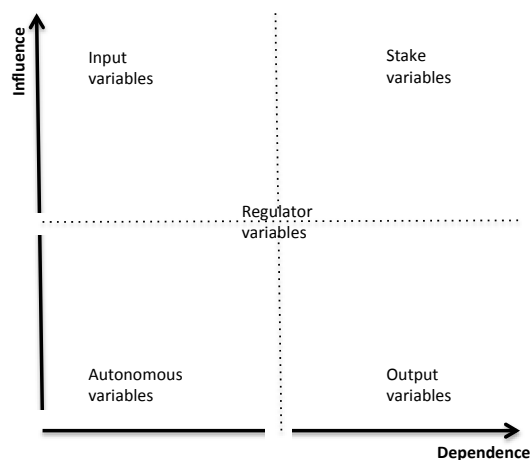 Influence
Input
variables
Stake
variables
Regulator
variables
Autonomous
variables
Output
variables
Dependence